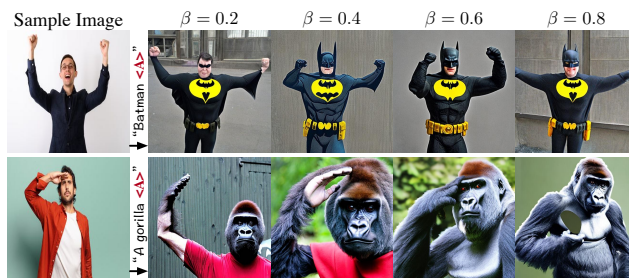 Sample Image
β = 0.2
β = 0.4
β = 0.6
β = 0.8
"Batman <A>"
"A gorilla <A>"